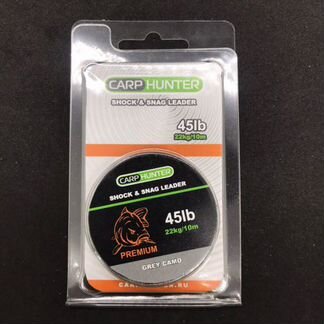 CARP HUNTER
SHOCK & SNAG LEADER
45lb
22kg/10m
CARP HUNTER
SHOCK & SNAG LEADER
45lb
22kg/10m
PREMIUM
GREY CAMO